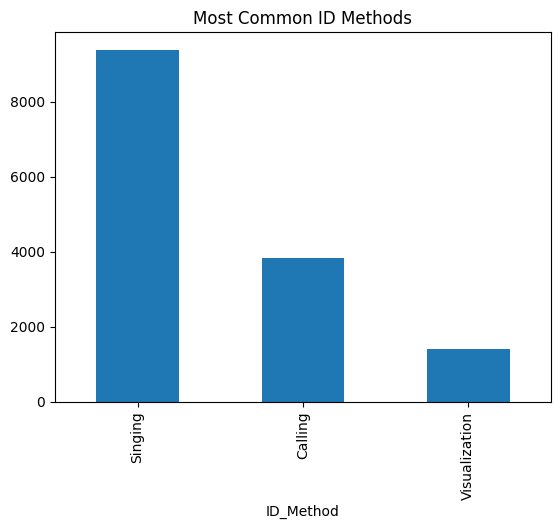 Most Common ID Methods
8000
6000
4000
2000
0
Singing
Calling
Visualization
ID_Method